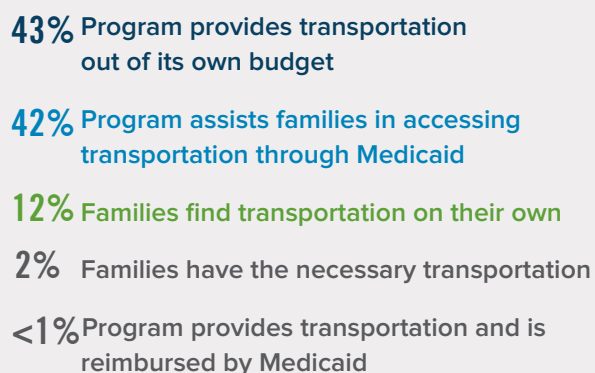 43% Program provides transportation
out of its own budget
42% Program assists families in accessing
transportation through Medicaid
12% Families find transportation on their own
2% Families have the necessary transportation
<1% Program provides transportation and is
reimbursed by Medicaid